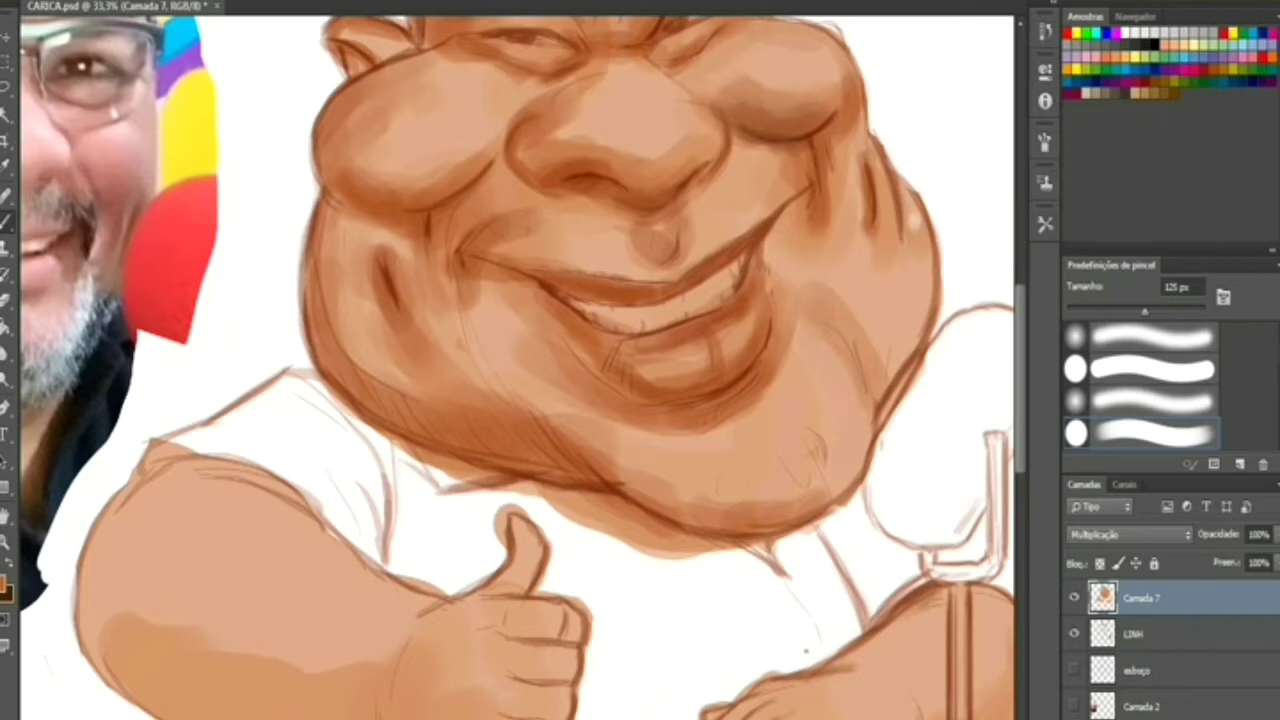 CARICA.psd @ 33,3% (Camada 7, RGB/8) *
Amostras Navegador
Predefinições de pincel
Tamanho: 125 px
Camadas Canais
Tipo
Multiplicação Opacidade: 100%
Bloq.: Preen.: 100%
Camada 7
LINH
esboço
Camada 2